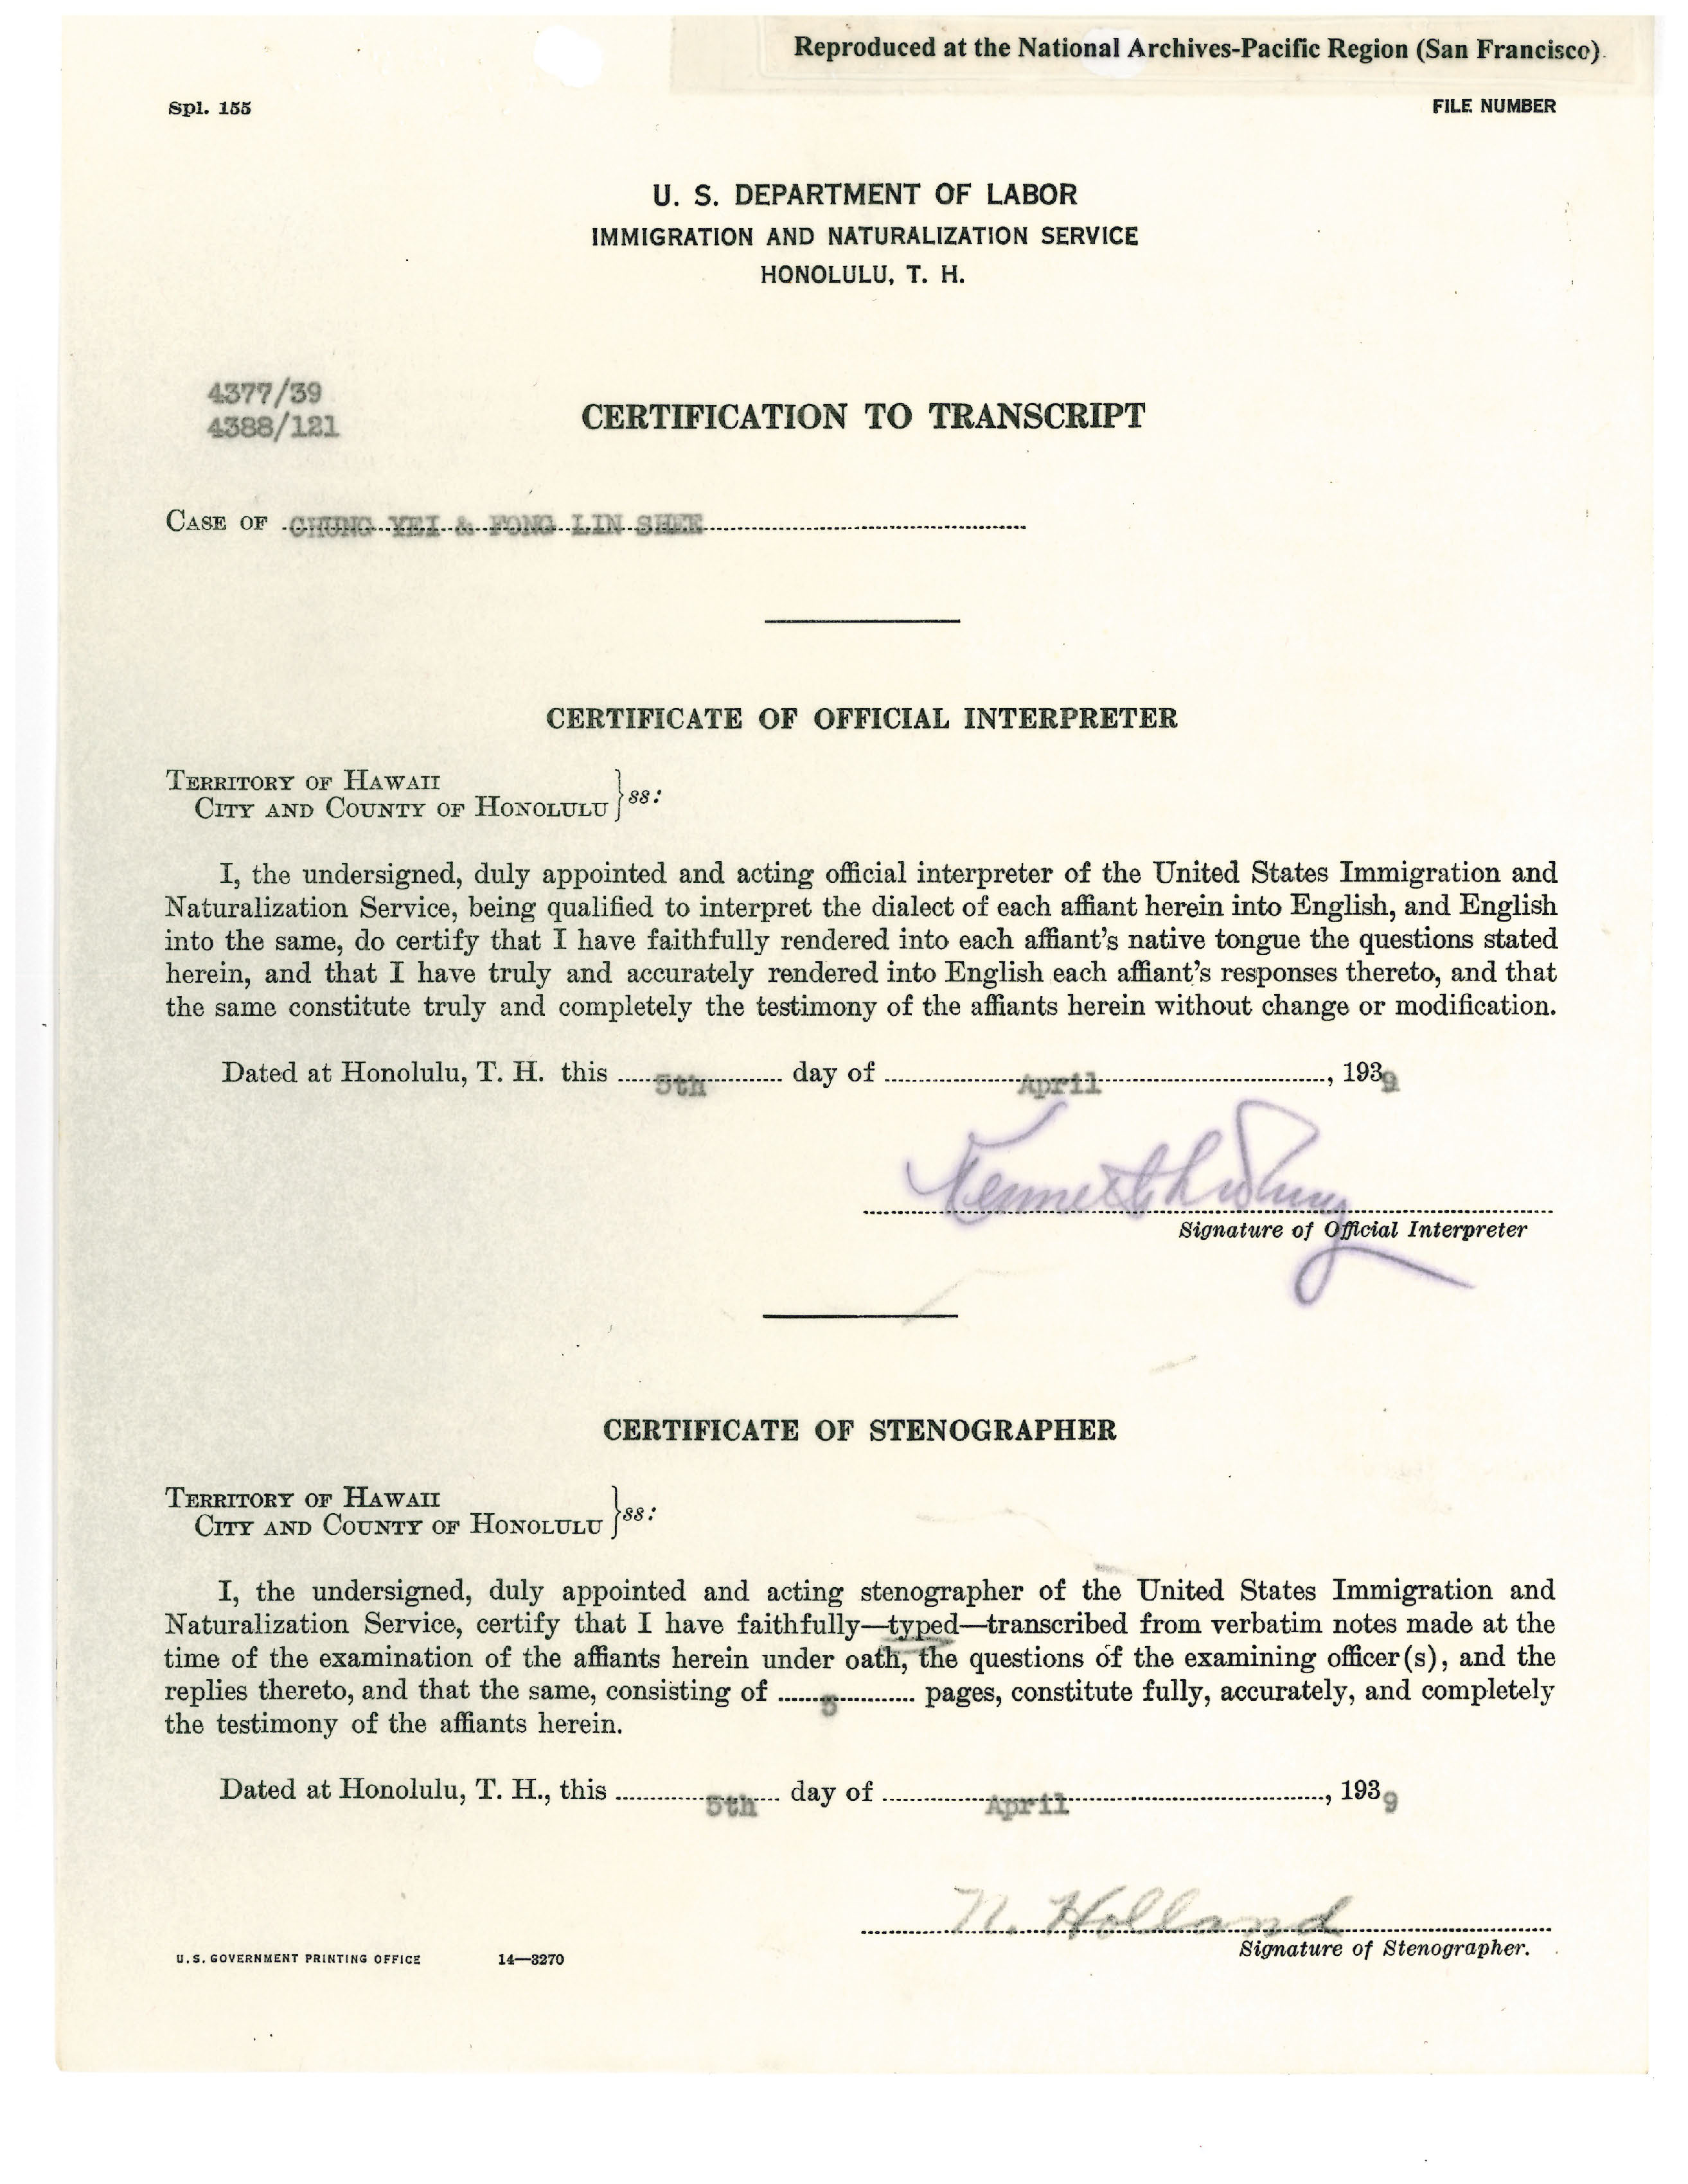 Reproduced at the National Archives-Pacific Region (San Francisco).
Spl. 155
FILE NUMBER
U. S. DEPARTMENT OF LABOR
IMMIGRATION AND NATURALIZATION SERVICE
HONOLULU, T. H.
4377/39
4388/121
CERTIFICATION TO TRANSCRIPT
CASE OF CHUNG YEI & FONG LIN SHEE
CERTIFICATE OF OFFICIAL INTERPRETER
TERRITORY OF HAWAII
CITY AND COUNTY OF HONOLULU } ss:
I, the undersigned, duly appointed and acting official interpreter of the United States Immigration and
Naturalization Service, being qualified to interpret the dialect of each affiant herein into English, and English
into the same, do certify that I have faithfully rendered into each affiant's native tongue the questions stated
herein, and that I have truly and accurately rendered into English each affiant's responses thereto, and that
the same constitute truly and completely the testimony of the affiants herein without change or modification.
Dated at Honolulu, T. H. this 5th day of April, 1939
Kenneth
Signature of Official Interpreter
CERTIFICATE OF STENOGRAPHER
TERRITORY OF HAWAII
CITY AND COUNTY OF HONOLULU } ss:
I, the undersigned, duly appointed and acting stenographer of the United States Immigration and
Naturalization Service, certify that I have faithfully—typed—transcribed from verbatim notes made at the
time of the examination of the affiants herein under oath, the questions of the examining officer(s), and the
replies thereto, and that the same, consisting of 5 pages, constitute fully, accurately, and completely
the testimony of the affiants herein.
Dated at Honolulu, T. H., this 5th day of April, 1939
N. Holland
Signature of Stenographer.
U.S. GOVERNMENT PRINTING OFFICE 14—3270